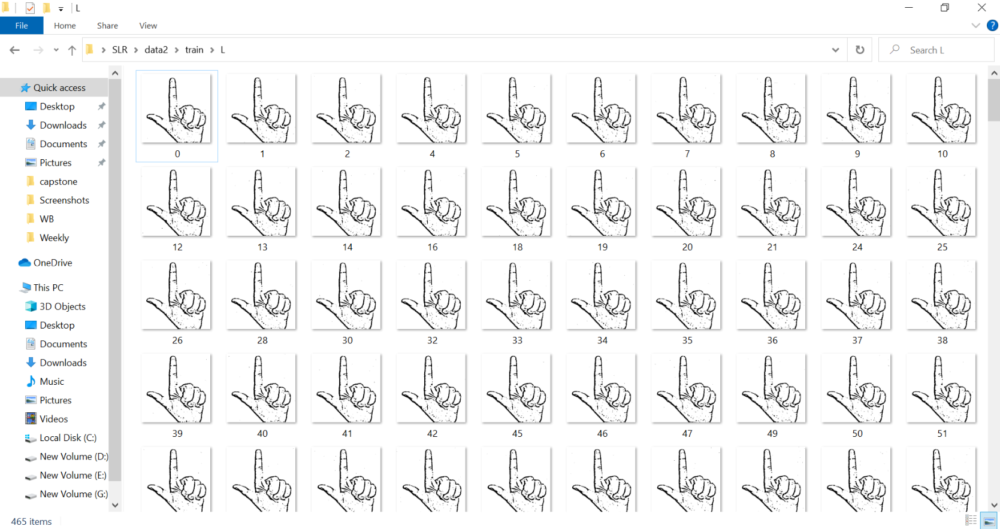 L
File Home Share View
?
SLR data2 train L
Search L
Quick access
Desktop
Downloads
Documents
Pictures
capstone
Screenshots
WB
Weekly
OneDrive
This PC
3D Objects
Desktop
Documents
Downloads
Music
Pictures
Videos
Local Disk (C:)
New Volume (D:)
New Volume (E:)
New Volume (G:)
0 1 2 4 5 6 7 8 9 10
12 13 14 16 18 19 20 21 24 25
26 28 30 32 33 34 35 36 37 38
39 40 41 42 45 46 47 49 50 51
465 items